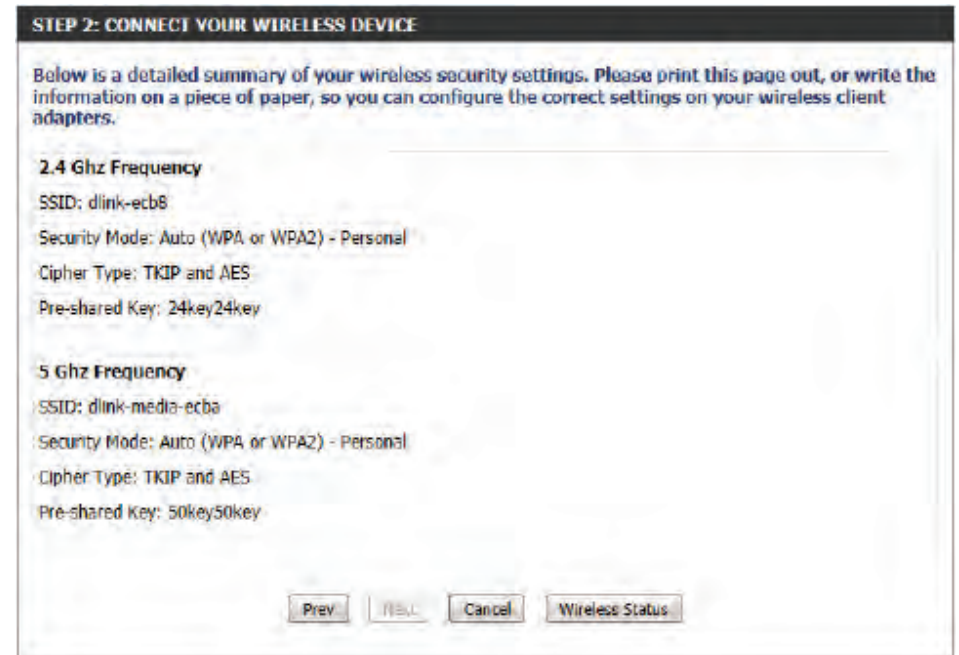 STEP 2: CONNECT YOUR WIRELESS DEVICE
Below is a detailed summary of your wireless security settings. Please print this page out, or write the
information on a piece of paper, so you can configure the correct settings on your wireless client
adapters.
2.4 Ghz Frequency
SSID: dlink-ecb8
Security Mode: Auto (WPA or WPA2) - Personal
Cipher Type: TKIP and AES
Pre-shared Key: 24key24key
5 Ghz Frequency
SSID: dlink-media-ecba
Security Mode: Auto (WPA or WPA2) - Personal
Cipher Type: TKIP and AES
Pre-shared Key: 50key50key
Prev Next Cancel Wireless Status